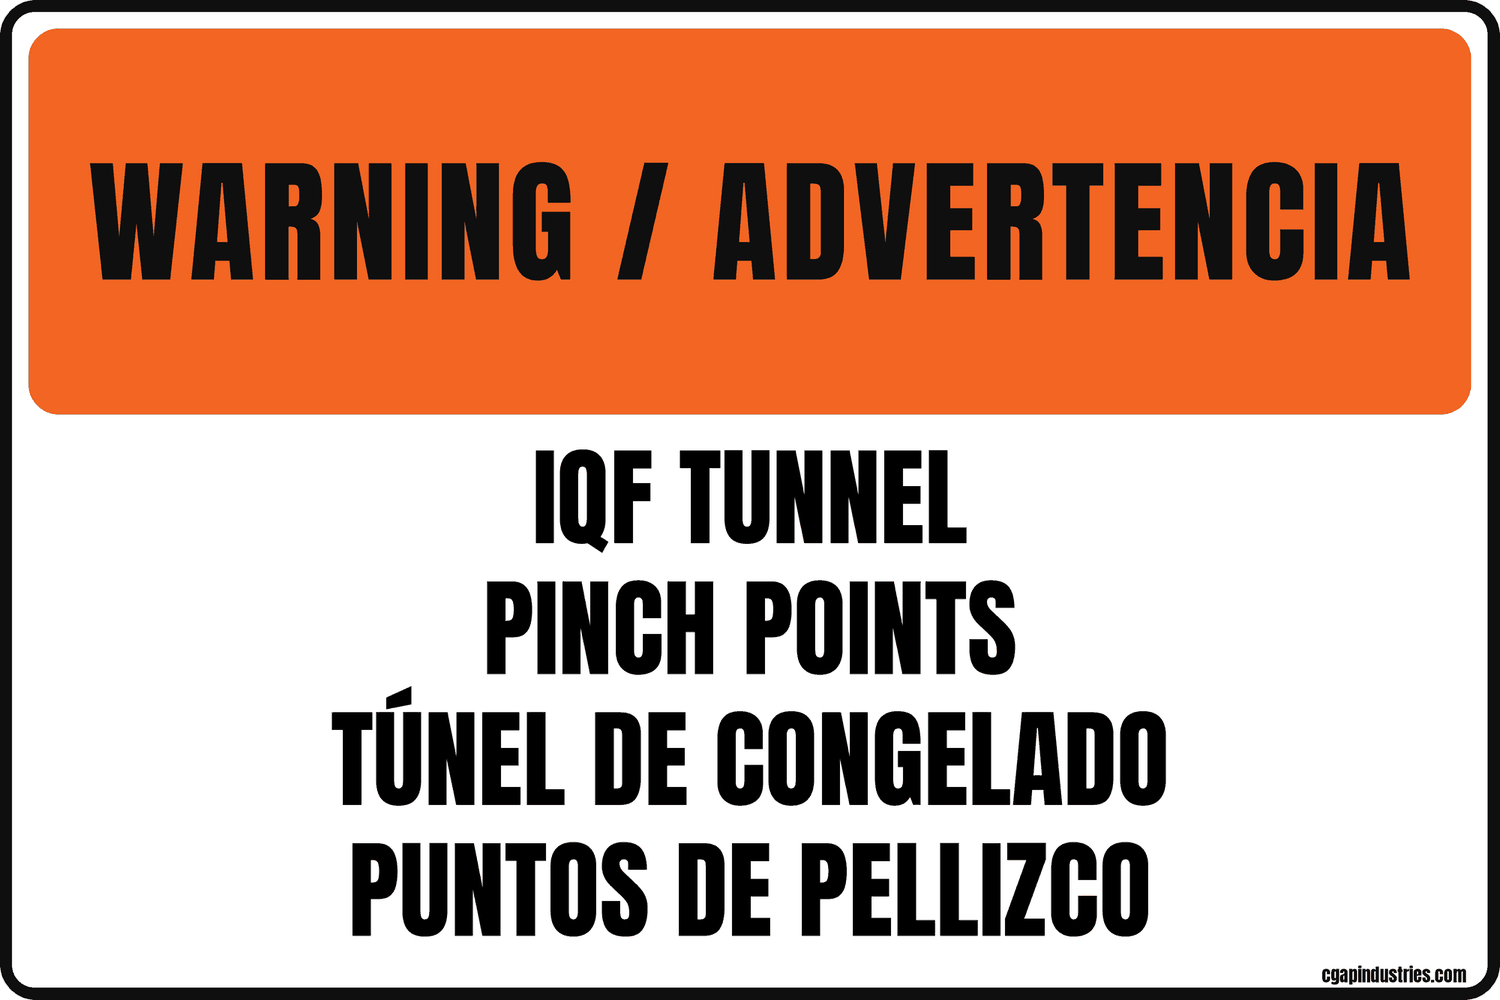 WARNING / ADVERTENCIA
IQF TUNNEL
PINCH POINTS
TÚNEL DE CONGELADO
PUNTOS DE PELLIZCO
cgapindustries.com